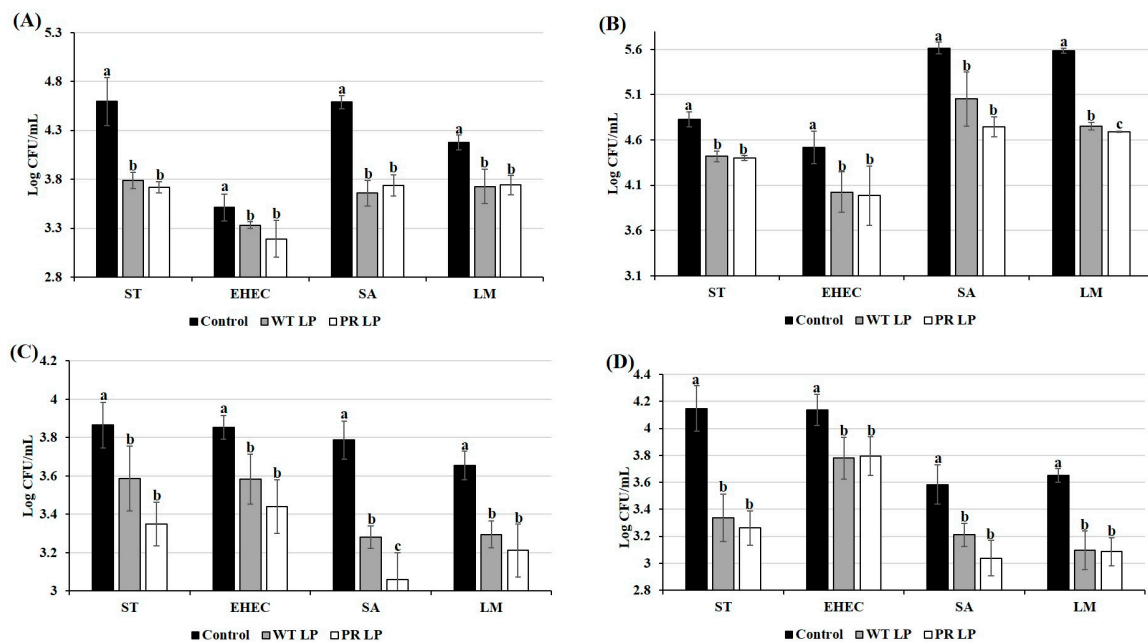 (A)
5.3
4.8
4.3
3.8
3.3
2.8
Log CFU/mL
a
b
b
a
b
b
a
b
b
a
b
b
ST EHEC SA LM
Control WT LP PR LP
(B)
5.6
5.1
4.6
4.1
3.6
3.1
Log CFU/mL
a
b
b
a
b
b
a
b
b
a
b
c
ST EHEC SA LM
Control WT LP PR LP
(C)
4.2
4
3.8
3.6
3.4
3.2
3
Log CFU/mL
a
b
b
a
b
b
a
b
c
a
b
b
ST EHEC SA LM
Control WT LP PR LP
(D)
4.4
4.2
4
3.8
3.6
3.4
3.2
3
2.8
Log CFU/mL
a
b
b
a
b
b
a
b
b
a
b
b
ST EHEC SA LM
Control WT LP PR LP